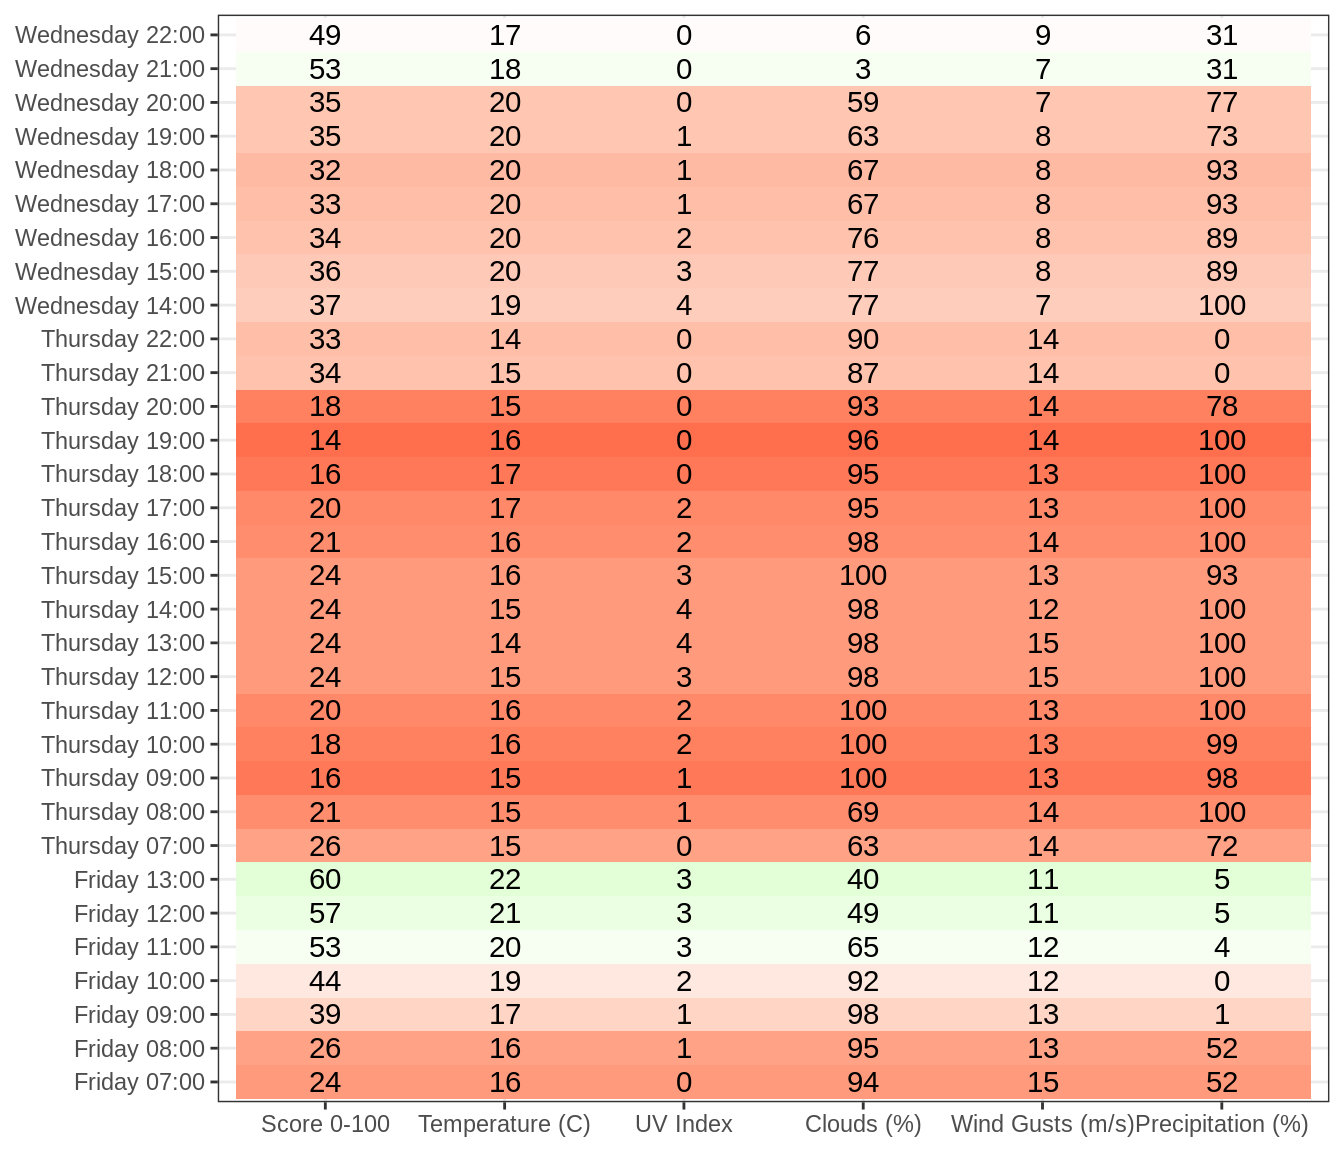 Wednesday 22:00 49 17 0 6 9 31
Wednesday 21:00 53 18 0 3 7 31
Wednesday 20:00 35 20 0 59 7 77
Wednesday 19:00 35 20 1 63 8 73
Wednesday 18:00 32 20 1 67 8 93
Wednesday 17:00 33 20 1 67 8 93
Wednesday 16:00 34 20 2 76 8 89
Wednesday 15:00 36 20 3 77 8 89
Wednesday 14:00 37 19 4 77 7 100
Thursday 22:00 33 14 0 90 14 0
Thursday 21:00 34 15 0 87 14 0
Thursday 20:00 18 15 0 93 14 78
Thursday 19:00 14 16 0 96 14 100
Thursday 18:00 16 17 0 95 13 100
Thursday 17:00 20 17 2 95 13 100
Thursday 16:00 21 16 2 98 14 100
Thursday 15:00 24 16 3 100 13 93
Thursday 14:00 24 15 4 98 12 100
Thursday 13:00 24 14 4 98 15 100
Thursday 12:00 24 15 3 98 15 100
Thursday 11:00 20 16 2 100 13 100
Thursday 10:00 18 16 2 100 13 99
Thursday 09:00 16 15 1 100 13 98
Thursday 08:00 21 15 1 69 14 100
Thursday 07:00 26 15 0 63 14 72
Friday 13:00 60 22 3 40 11 5
Friday 12:00 57 21 3 49 11 5
Friday 11:00 53 20 3 65 12 4
Friday 10:00 44 19 2 92 12 0
Friday 09:00 39 17 1 98 13 1
Friday 08:00 26 16 1 95 13 52
Friday 07:00 24 16 0 94 15 52
Score 0-100 Temperature (C) UV Index Clouds (%) Wind Gusts (m/s) Precipitation (%)